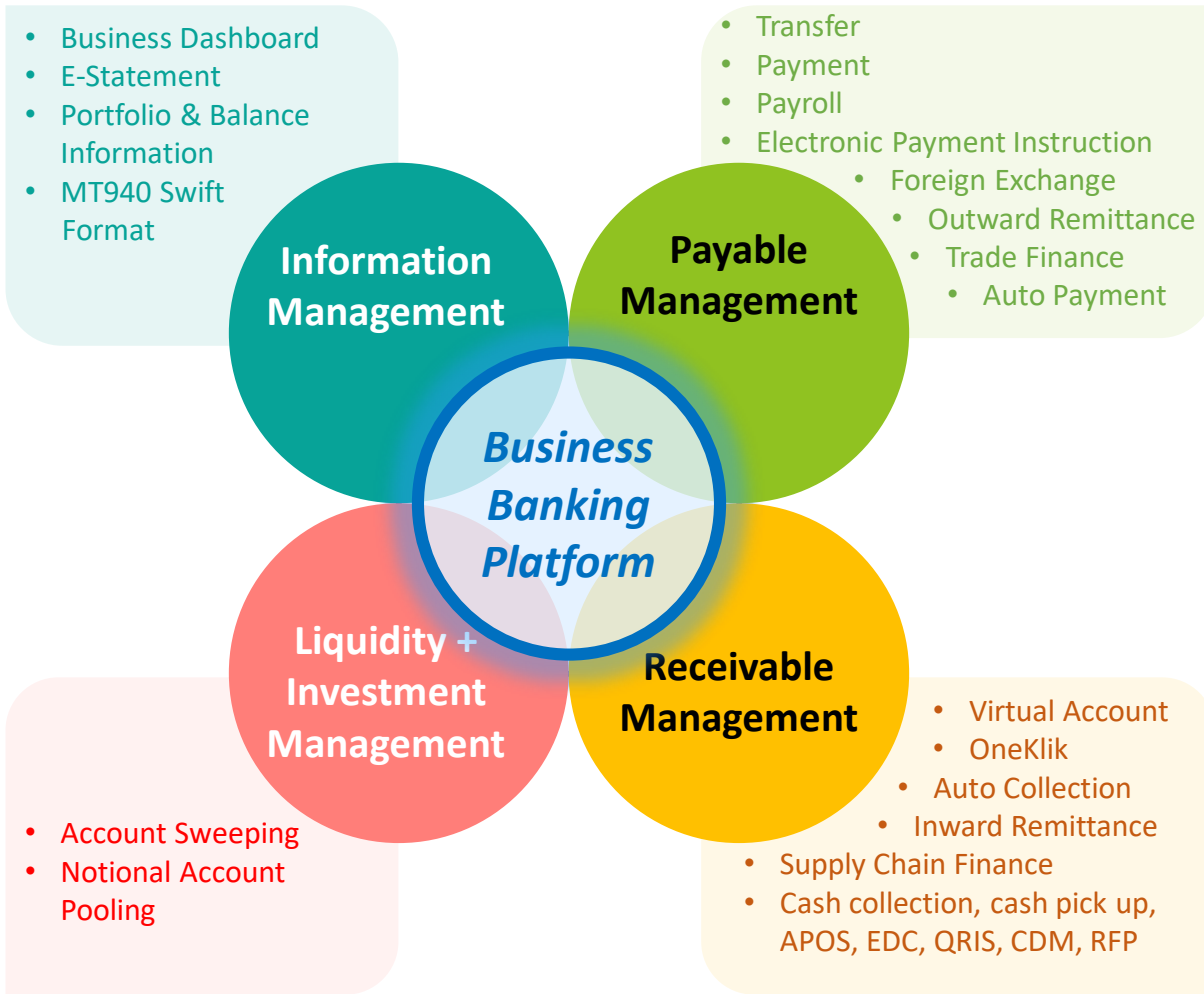 • Business Dashboard
• E-Statement
• Portfolio & Balance
Information
• MT940 Swift
Format
Information
Management
• Transfer
• Payment
• Payroll
• Electronic Payment Instruction
• Foreign Exchange
• Outward Remittance
• Trade Finance
• Auto Payment
Payable
Management
Business
Banking
Platform
Liquidity +
Investment
Management
• Account Sweeping
• Notional Account
Pooling
Receivable
Management
• Virtual Account
• OneKlik
• Auto Collection
• Inward Remittance
• Supply Chain Finance
• Cash collection, cash pick up,
APOS, EDC, QRIS, CDM, RFP